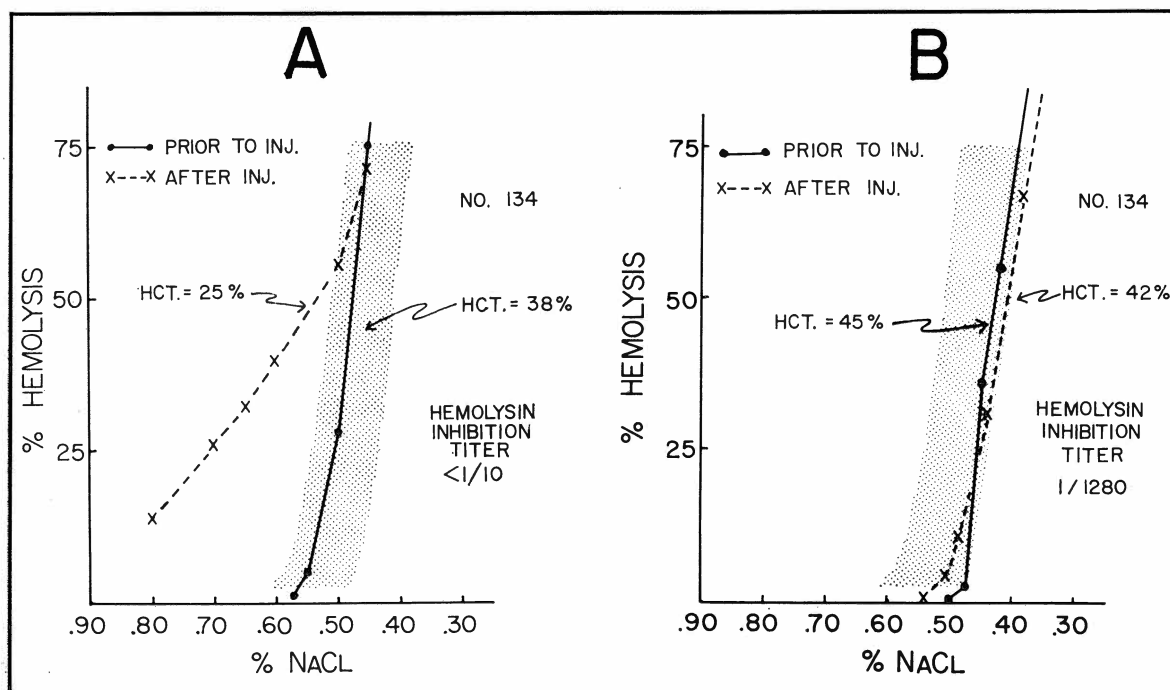 A
75
●—● PRIOR TO INJ.
X---X AFTER INJ.
NO. 134
HCT. = 25%
50
HCT. = 38%
% HEMOLYSIS
HEMOLYSIN
INHIBITION
TITER
<1/10
25
.90 .80 .70 .60 .50 .40 .30
% NACL
B
75
●—● PRIOR TO INJ.
X---X AFTER INJ.
NO. 134
50
HCT. = 42%
HCT. = 45%
% HEMOLYSIS
HEMOLYSIN
INHIBITION
TITER
1/1280
25
.90 .80 .70 .60 .50 .40 .30
% NACL